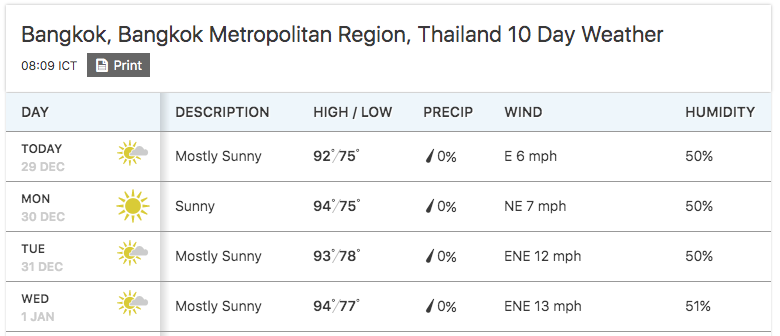 Bangkok, Bangkok Metropolitan Region, Thailand 10 Day Weather
08:09 ICT Print
DAY DESCRIPTION HIGH / LOW PRECIP WIND HUMIDITY
TODAY
29 DEC
Mostly Sunny 92°/75° 0% E 6 mph 50%
MON
30 DEC
Sunny 94°/75° 0% NE 7 mph 50%
TUE
31 DEC
Mostly Sunny 93°/78° 0% ENE 12 mph 50%
WED
1 JAN
Mostly Sunny 94°/77° 0% ENE 13 mph 51%